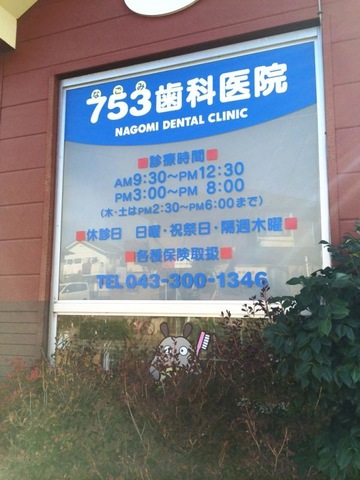 なごみ
753歯科医院
NAGOMI DENTAL CLINIC
■診療時間■
AM9:30～PM12:30
PM3:00～PM 8:00
(木・土はPM2:30～PM6:00まで)
■休診日 日曜・祝祭日・隔週木曜■
■各種保険取扱■
TEL043-300-1346